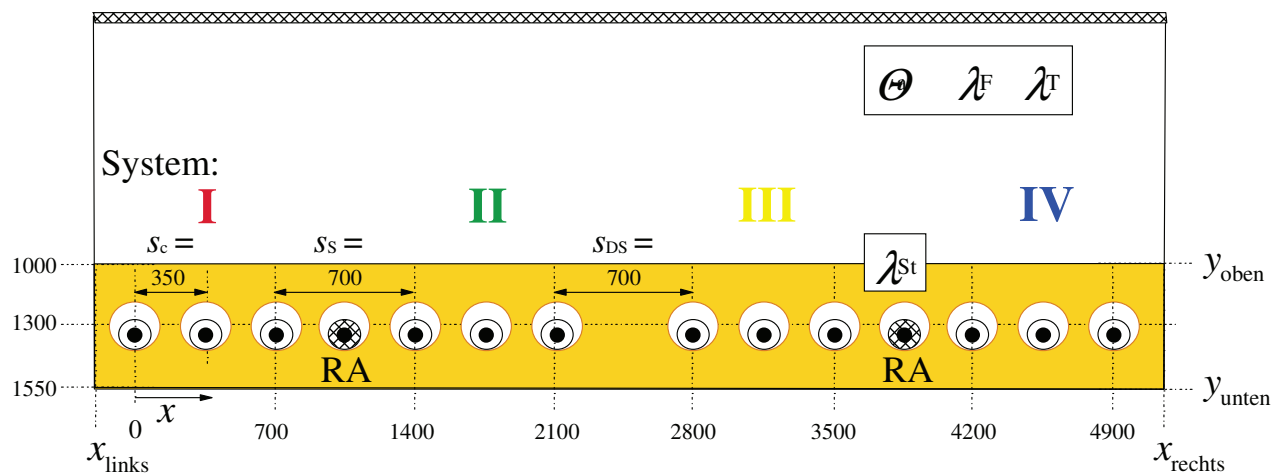 Θa λF λT
System:
I II III IV
sc = sS = sDS =
λSt
1000 350 700 700 yoben
1300
RA RA
1550 yunten
x
0 700 1400 2100 2800 3500 4200 4900
xlinks xrechts